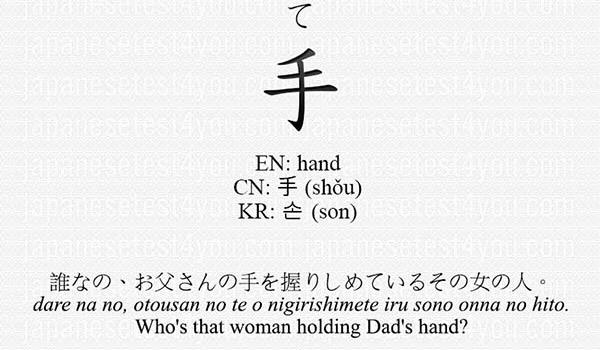 て
手
EN: hand
CN: 手 (shǒu)
KR: 손 (son)
誰なの、お父さんの手を握りしめているその女の人。
dare na no, otousan no te o nigirishimete iru sono onna no hito.
Who's that woman holding Dad's hand?
japanesetest4you.com